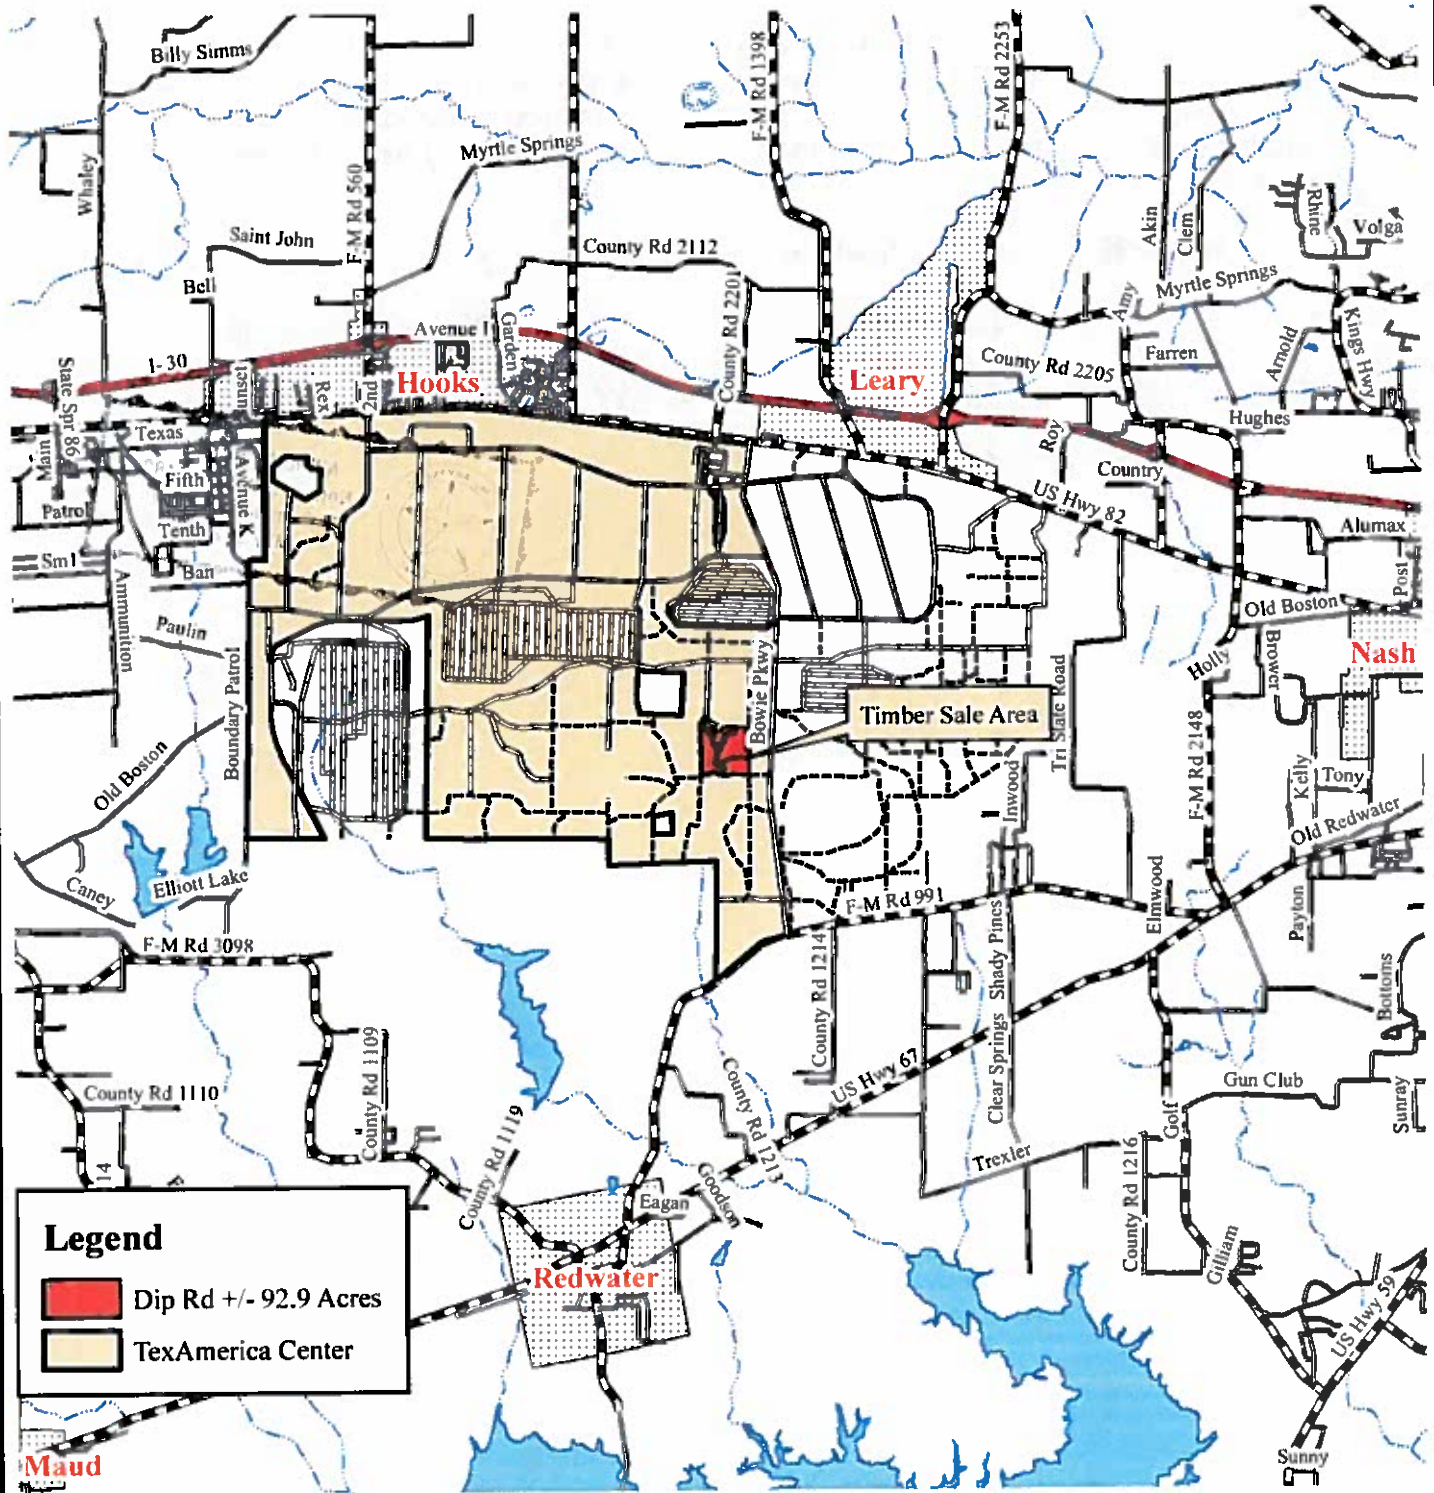 Billy Simms
Whaley
F-M Rd 560
Myrtle Springs
F-M Rd 1398
F-M Rd 2253
Akin
Clem
Rhine
Volga
Saint John
Bell
County Rd 2112
County Rd 2201
Myrtle Springs
Amy
Kings Hwy
Arnold
Farren
Avenue I
Garden
I-30
State Spr 86
Sunset
Rex
2nd
Hooks
Leary
County Rd 2205
Hughes
Roy
Country
US Hwy 82
Main
Texas
Fifth
Avenue K
Patrol
Tenth
Sml
Ban
Ammunition
Paulin
Boundary Patrol
Alumax
Post
Old Boston
Nash
Holly
Brower
Bowie Pkwy
Tri State Road
Timber Sale Area
Inwood
F-M Rd 2148
Kelly
Tony
Old Redwater
Old Boston
Caney
Elliott Lake
F-M Rd 3098
F-M Rd 991
Elmwood
Payton
Bottoms
County Rd 1214
Shady Pines
Clear Springs
US Hwy 67
County Rd 1109
County Rd 1110
14
County Rd 1119
County Rd 1213
Goodson
Eagan
Trexler
County Rd 1216
Golf
Gun Club
Sunray
Gilliam
US Hwy 59
Sunny
Redwater
Maud
Legend
Dip Rd +/- 92.9 Acres
TexAmerica Center